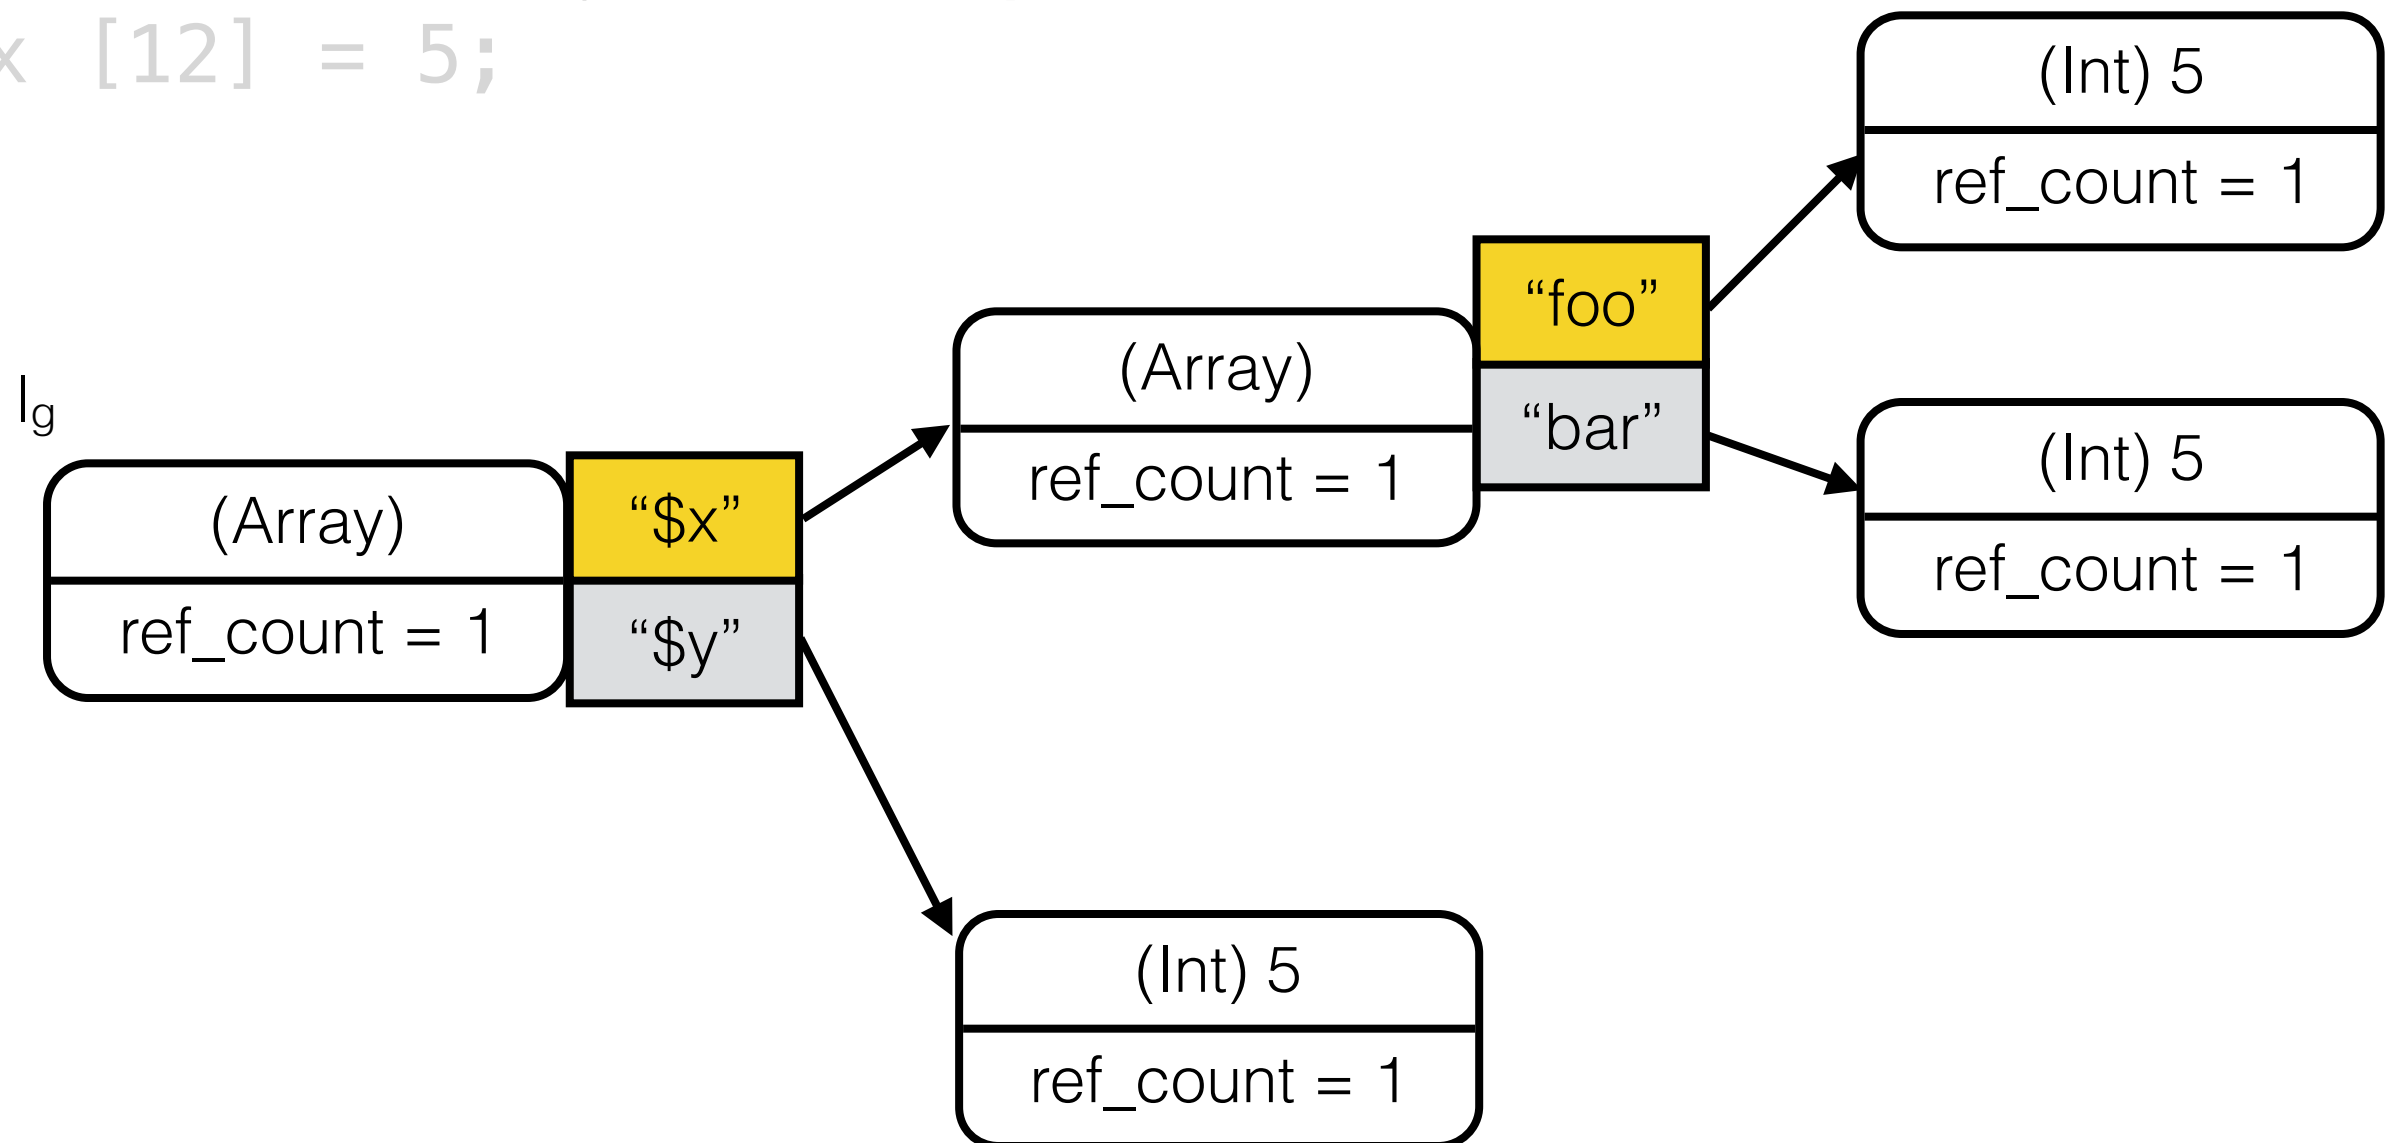 x [12] = 5;
(Int) 5
ref_count = 1
“foo”
“bar”
(Array)
ref_count = 1
(Int) 5
ref_count = 1
lg
(Array)
ref_count = 1
“$x”
“$y”
(Int) 5
ref_count = 1